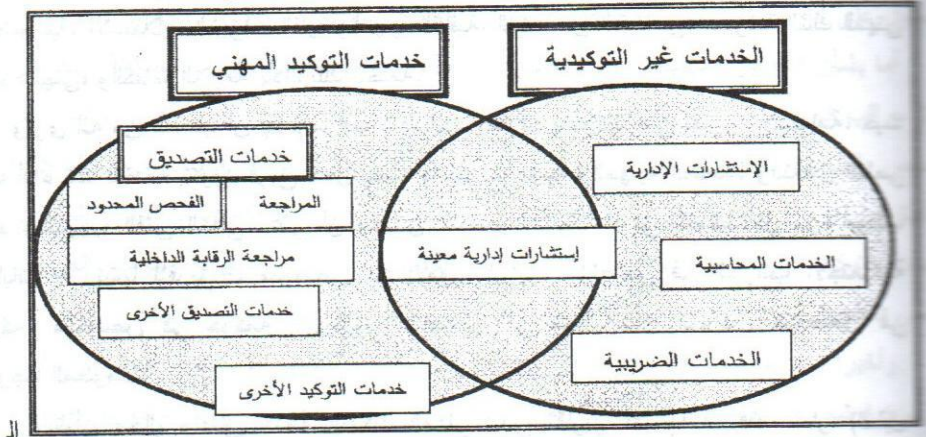 خدمات التوكيد المهني
الخدمات غير التوكيدية
خدمات التصديق
المراجعة
الفحص المحدود
مراجعة الرقابة الداخلية
خدمات التصديق الأخرى
خدمات التوكيد الأخرى
إستشارات إدارية معينة
الإستشارات الإدارية
الخدمات المحاسبية
الخدمات الضريبية